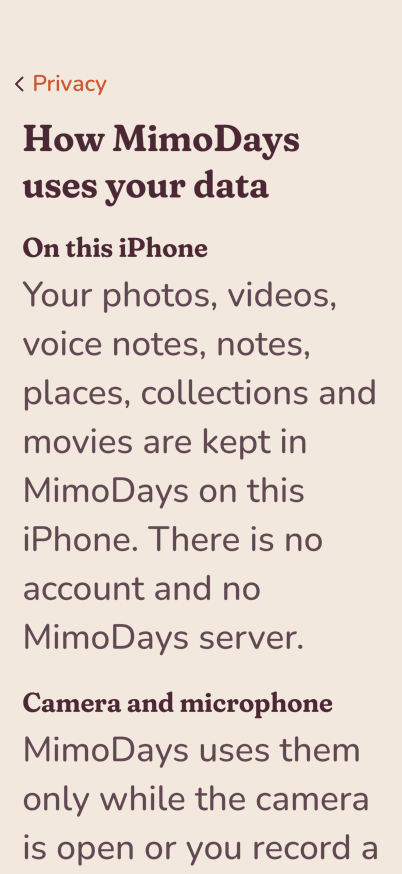 Privacy
How MimoDays
uses your data
On this iPhone
Your photos, videos,
voice notes, notes,
places, collections and
movies are kept in
MimoDays on this
iPhone. There is no
account and no
MimoDays server.
Camera and microphone
MimoDays uses them
only while the camera
is open or you record a